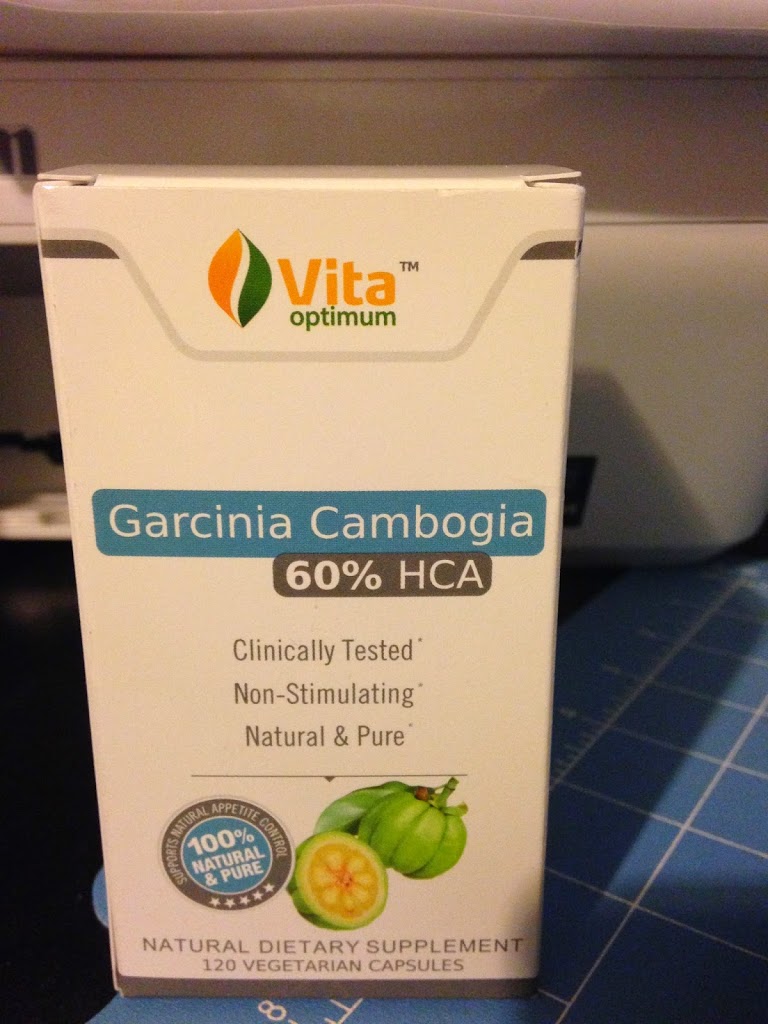 Vita™
optimum
Garcinia Cambogia
60% HCA
Clinically Tested*
Non-Stimulating*
Natural & Pure*
SUPPORTS NATURAL APPETITE CONTROL
100%
NATURAL
& PURE
NATURAL DIETARY SUPPLEMENT
120 VEGETARIAN CAPSULES
8